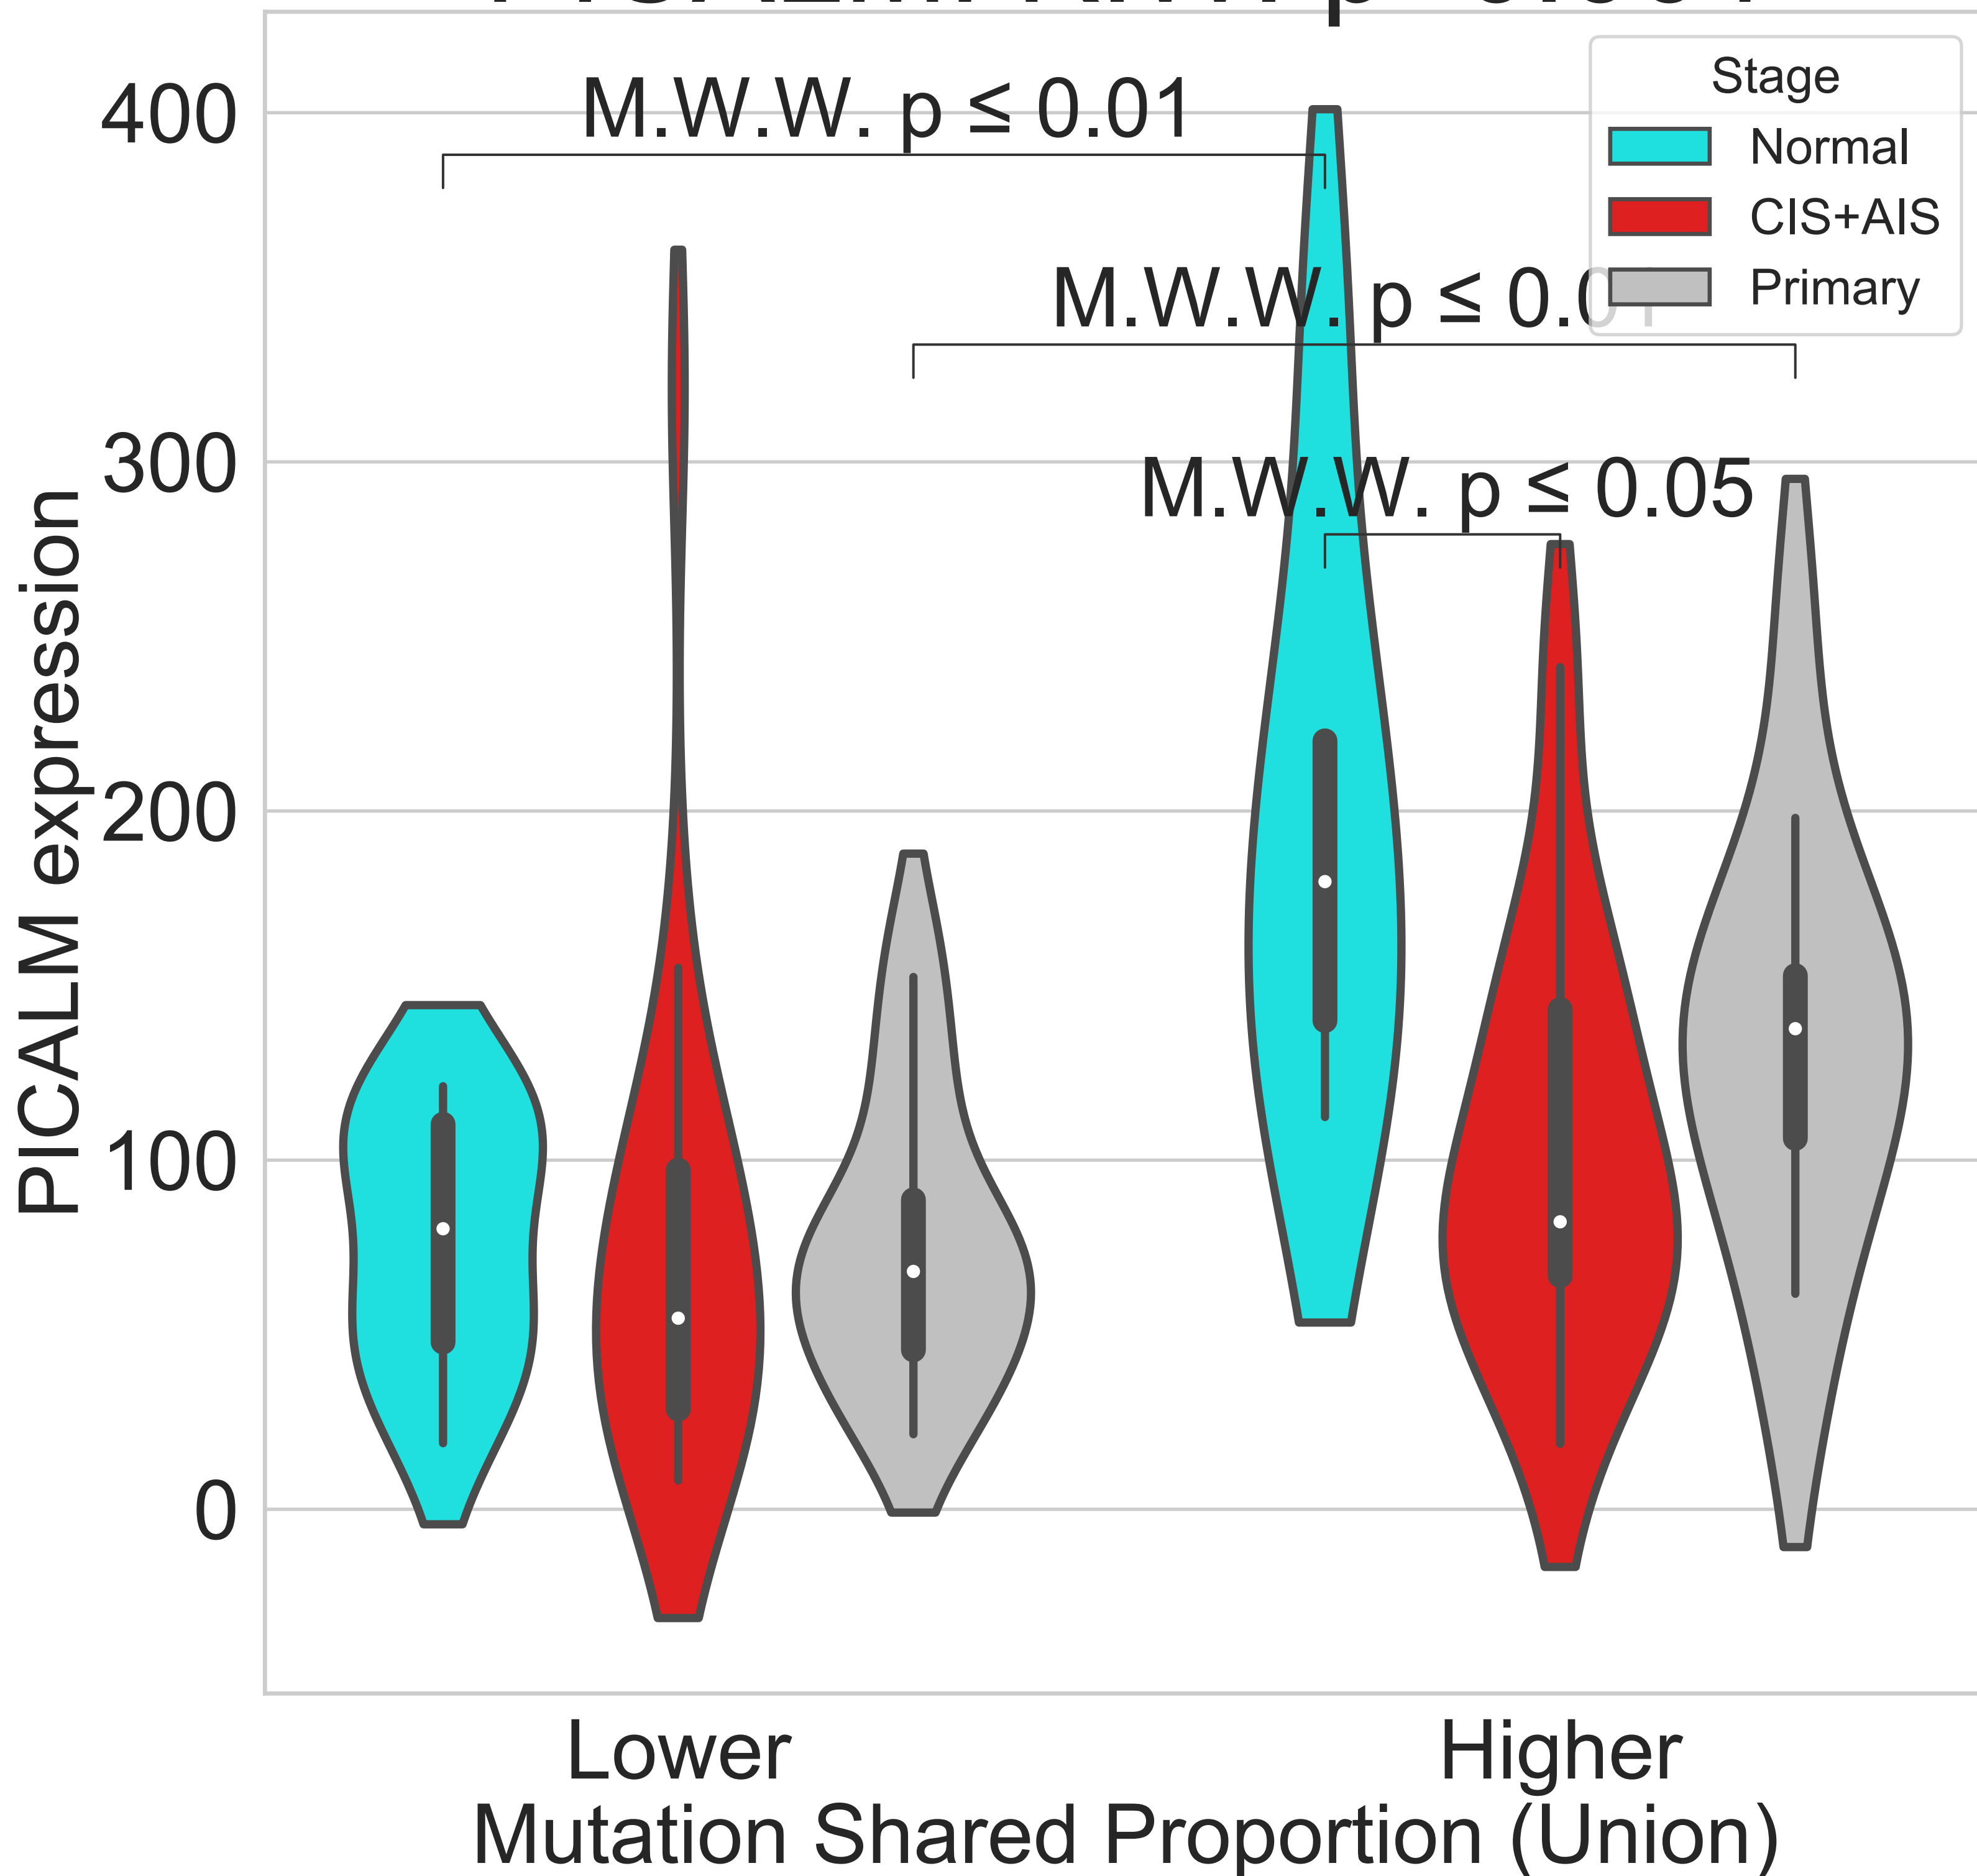 400
300
200
100
0
PICALM expression
M.W.W. p ≤ 0.01
M.W.W. p ≤ 0.01
M.W.W. p ≤ 0.05
Stage
Normal
CIS+AIS
Primary
Lower
Higher
Mutation Shared Proportion (Union)